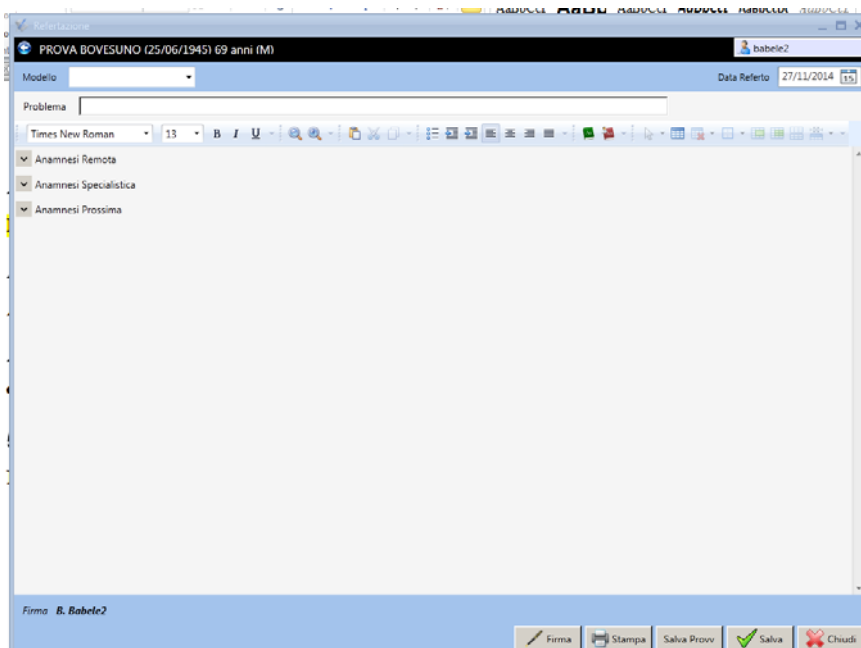 AaBbCcI AaBb AaBbCcI AaBbCcI AaBbCcDx AaBbCcI
Refertazione
PROVA BOVESUNO (25/06/1945) 69 anni (M) babele2
Modello Data Referto 27/11/2014 15
Problema
Times New Roman 13 B I U
Anamnesi Remota
Anamnesi Specialistica
Anamnesi Prossima
Firma B. Babele2
Firma Stampa Salva Provv Salva Chiudi